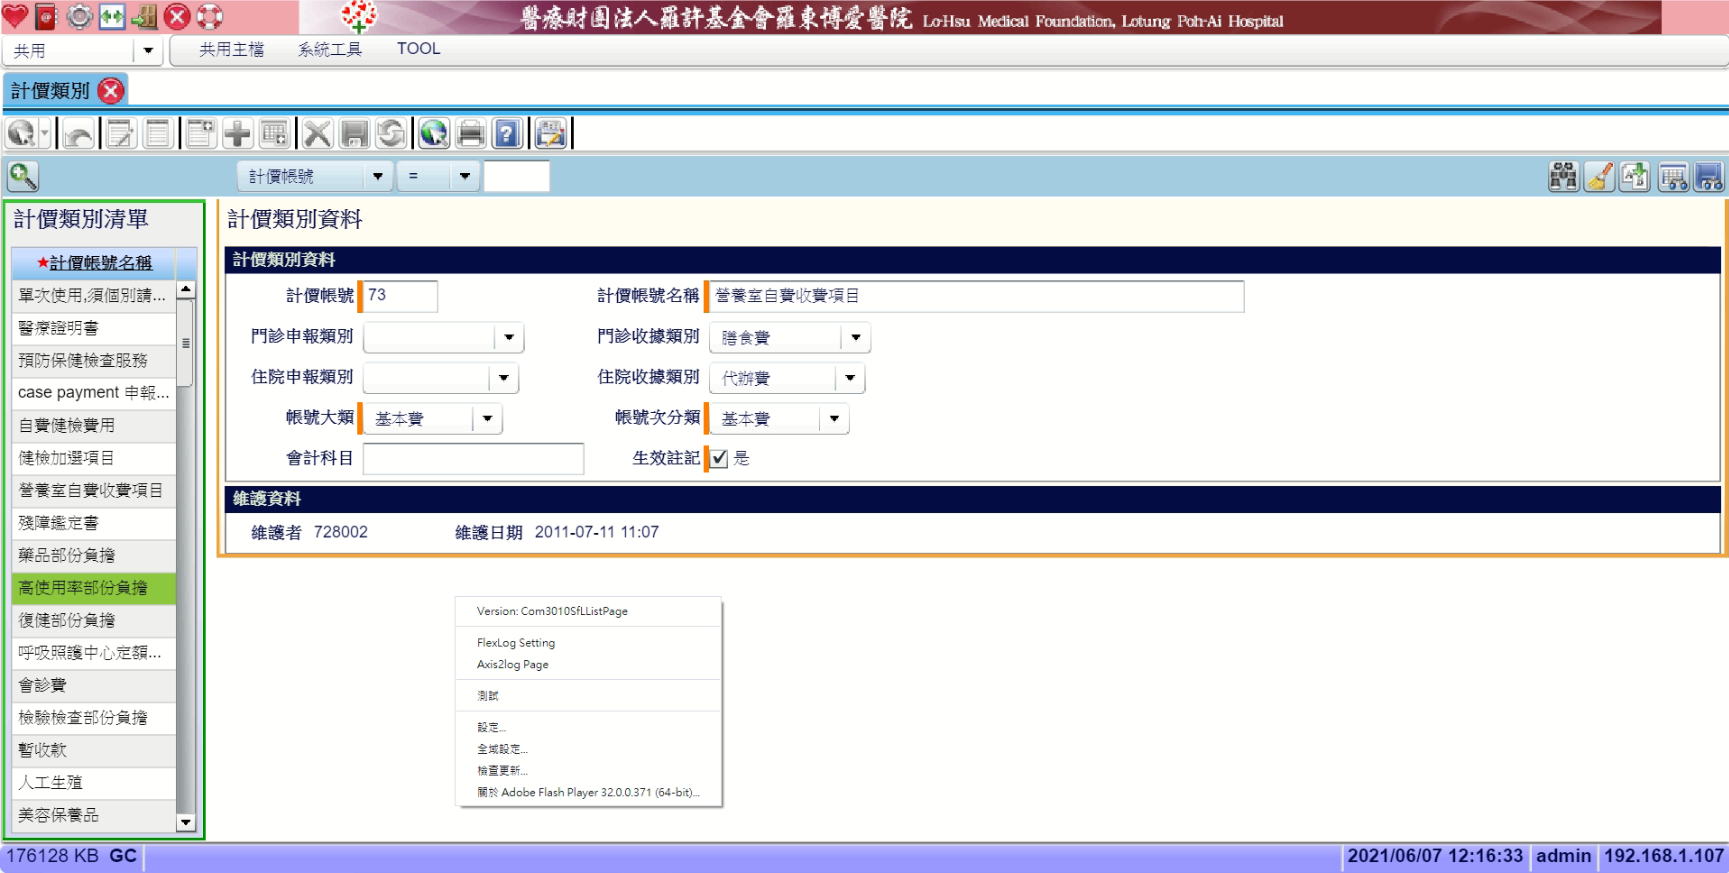 醫療財團法人羅許基金會羅東博愛醫院 Lo-Hsu Medical Foundation, Lotung Poh-Ai Hospital
共用 共用主檔 系統工具 TOOL
計價類別
計價帳號 =
計價類別清單
★計價帳號名稱
單次使用,須個別請...
醫療證明書
預防保健檢查服務
case payment 申報...
自費健檢費用
健檢加選項目
營養室自費收費項目
殘障鑑定書
藥品部份負擔
高使用率部份負擔
復健部份負擔
呼吸照護中心定額...
會診費
檢驗檢查部份負擔
暫收款
人工生殖
美容保養品
計價類別資料
計價類別資料
計價帳號 73 計價帳號名稱 營養室自費收費項目
門診申報類別 門診收據類別 膳食費
住院申報類別 住院收據類別 代辦費
帳號大類 基本費 帳號次分類 基本費
會計科目 生效註記 是
維護資料
維護者 728002 維護日期 2011-07-11 11:07
Version: Com3010SfLListPage
FlexLog Setting
Axis2log Page
測試
設定...
全域設定...
檢查更新...
關於 Adobe Flash Player 32.0.0.371 (64-bit)...
176128 KB GC 2021/06/07 12:16:33 admin 192.168.1.107